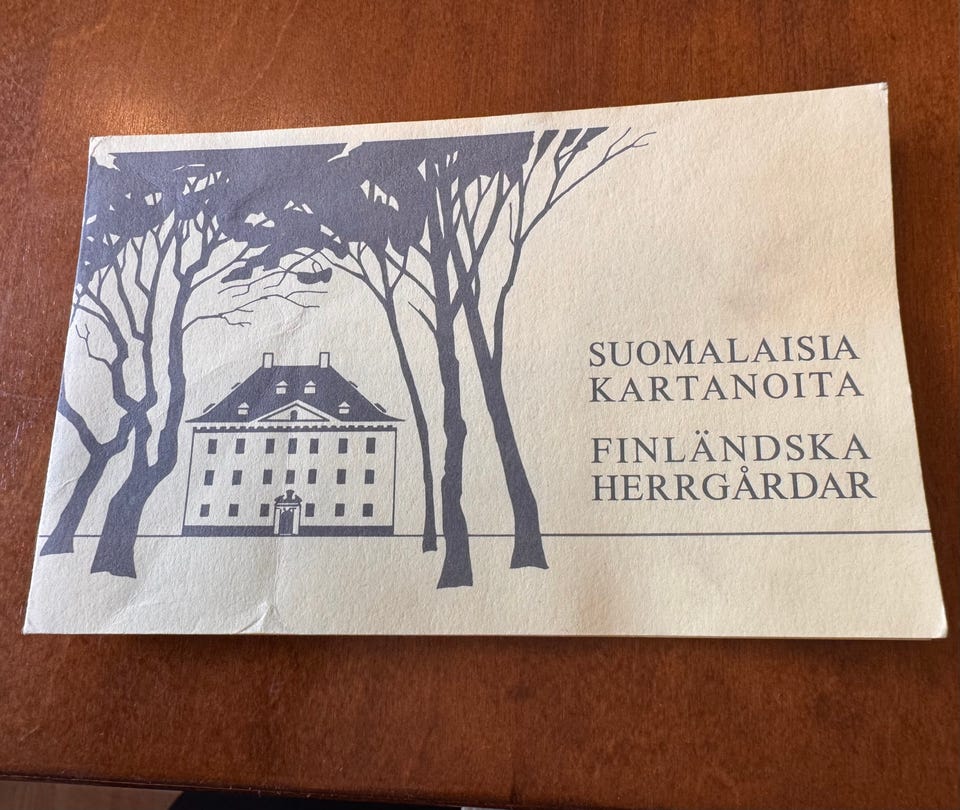 SUOMALAISIA
KARTANOITA
FINLÄNDSKA
HERRGÅRDAR